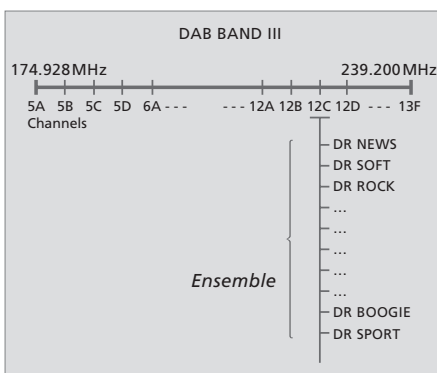 DAB BAND III
174.928MHz 239.200MHz
5A 5B 5C 5D 6A - - - - - - 12A 12B 12C 12D - - - 13F
Channels
DR NEWS
DR SOFT
DR ROCK
...
...
...
...
...
Ensemble
DR BOOGIE
DR SPORT